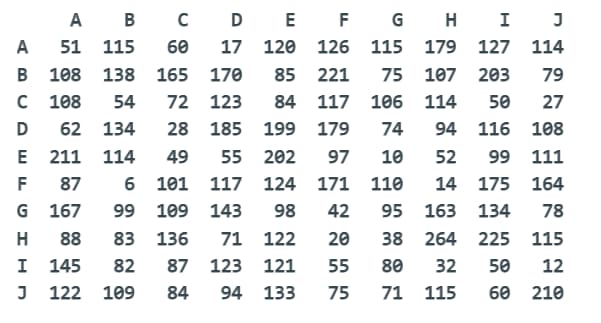 A B C D E F G H I J
A 51 115 60 17 120 126 115 179 127 114
B 108 138 165 170 85 221 75 107 203 79
C 108 54 72 123 84 117 106 114 50 27
D 62 134 28 185 199 179 74 94 116 108
E 211 114 49 55 202 97 10 52 99 111
F 87 6 101 117 124 171 110 14 175 164
G 167 99 109 143 98 42 95 163 134 78
H 88 83 136 71 122 20 38 264 225 115
I 145 82 87 123 121 55 80 32 50 12
J 122 109 84 94 133 75 71 115 60 210